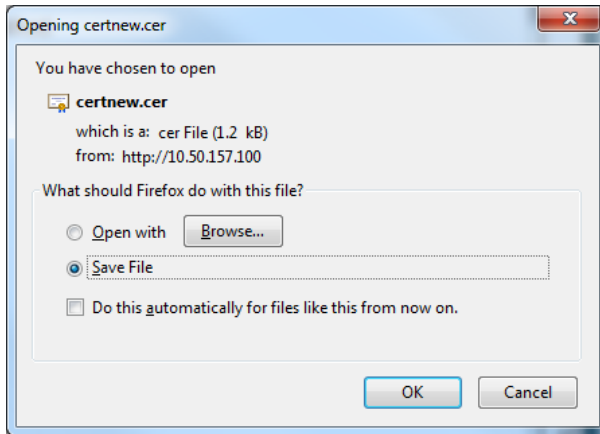 Opening certnew.cer
You have chosen to open
certnew.cer
which is a: cer File (1.2 kB)
from: http://10.50.157.100
What should Firefox do with this file?
Open with Browse...
Save File
Do this automatically for files like this from now on.
OK Cancel